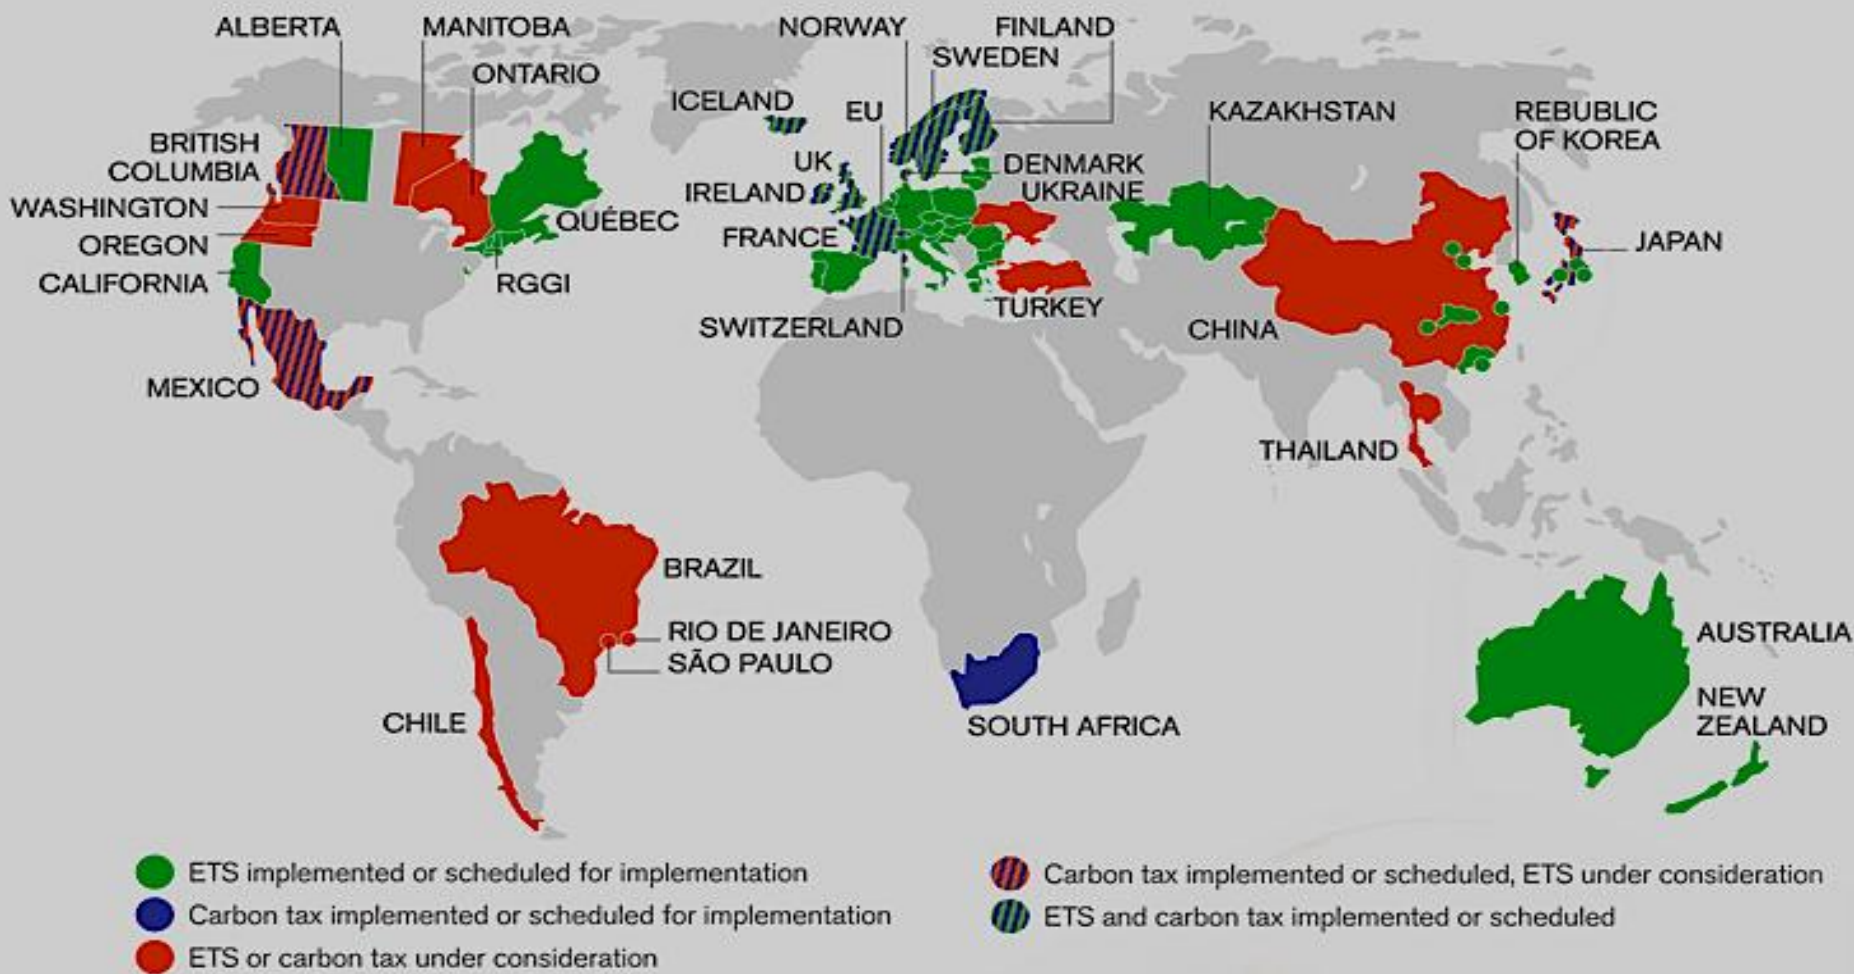 ALBERTA
MANITOBA
ONTARIO
NORWAY
FINLAND
SWEDEN
ICELAND
EU
KAZAKHSTAN
REBUBLIC
OF KOREA
BRITISH
COLUMBIA
UK
DENMARK
IRELAND
UKRAINE
WASHINGTON
QUÉBEC
OREGON
FRANCE
JAPAN
CALIFORNIA
RGGI
TURKEY
SWITZERLAND
CHINA
MEXICO
THAILAND
BRAZIL
RIO DE JANEIRO
SÃO PAULO
AUSTRALIA
CHILE
SOUTH AFRICA
NEW
ZEALAND
ETS implemented or scheduled for implementation
Carbon tax implemented or scheduled for implementation
ETS or carbon tax under consideration
Carbon tax implemented or scheduled, ETS under consideration
ETS and carbon tax implemented or scheduled